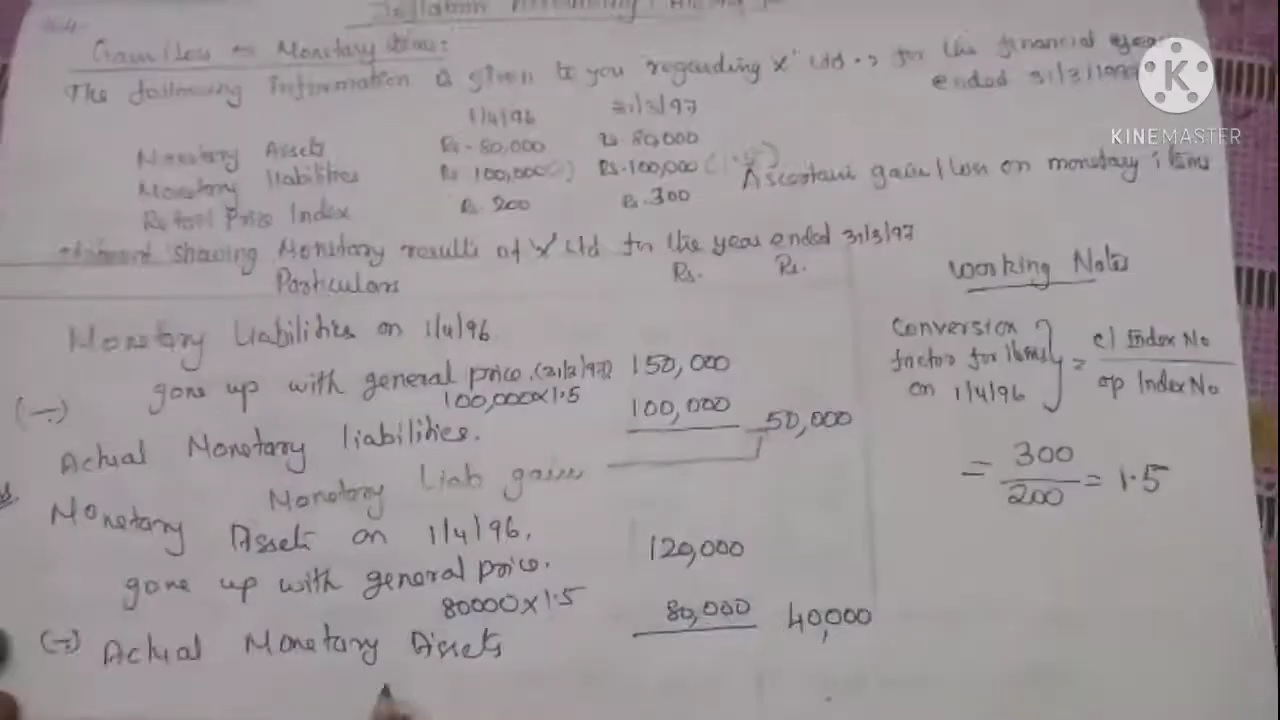 Inflation Accounting
Gain/Loss on Monetary items:
The following information is given to you regarding 'X' Ltd., for the financial year
ended 31/3/1997
1/4/96 31/3/97
Monetary Assets Rs. 80,000 Rs. 80,000
Monetary liabilities Rs 100,000 Rs. 100,000
Retail Price Index Rs. 200 Rs. 300
Ascertain gain/loss on monetary items
Statement showing Monetary results of 'X' Ltd for the year ended 31/3/97
Particulars Rs. Rs.
Monetary Liabilities on 1/4/96
gone up with general price. (31/3/97) 150,000
100,000 x 1.5
(-) Actual Monetary liabilities. 100,000 50,000
Monetary Liab gain
Monetary Assets on 1/4/96.
gone up with general price. 120,000
80000 x 1.5
(-) Actual Monetary Assets 80,000 40,000
Working Notes
Conversion
factor for items = cl Index No
on 1/4/96 op Index No
= 300
200 = 1.5
KINEMASTER